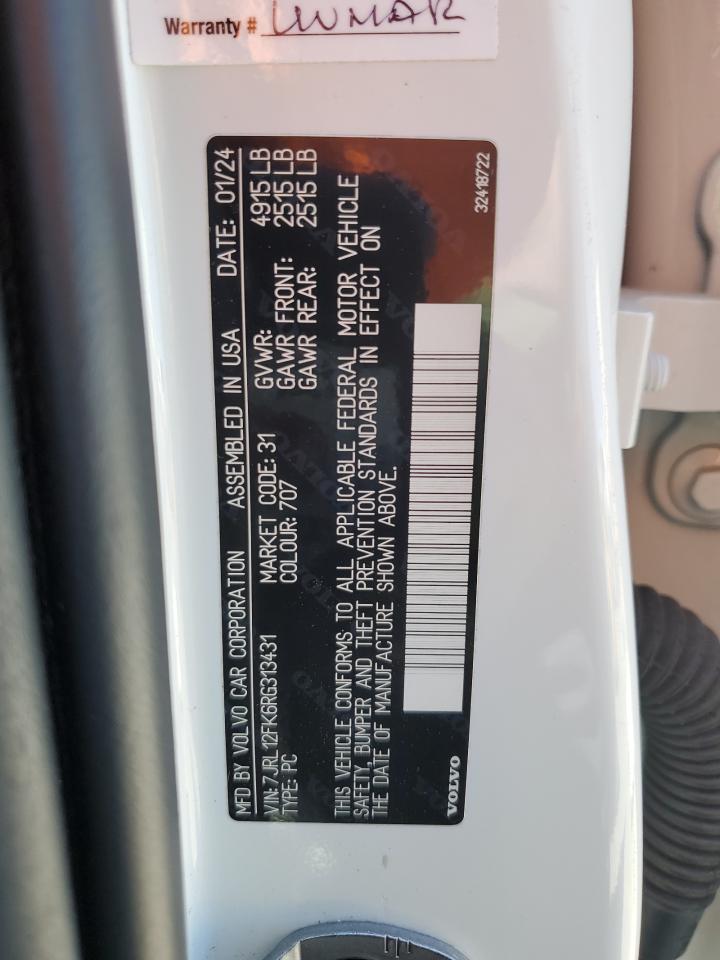 Warranty # LLUMAR
MFD BY VOLVO CAR CORPORATION ASSEMBLED IN USA DATE: 01/24
VIN: 7JRL12FK6RG313431 MARKET CODE: 31 GVWR: 4915 LB
TYPE: PC COLOUR: 707 GAWR FRONT: 2515 LB
GAWR REAR: 2515 LB
THIS VEHICLE CONFORMS TO ALL APPLICABLE FEDERAL MOTOR VEHICLE
SAFETY, BUMPER AND THEFT PREVENTION STANDARDS IN EFFECT ON
THE DATE OF MANUFACTURE SHOWN ABOVE.
VOLVO
32418722